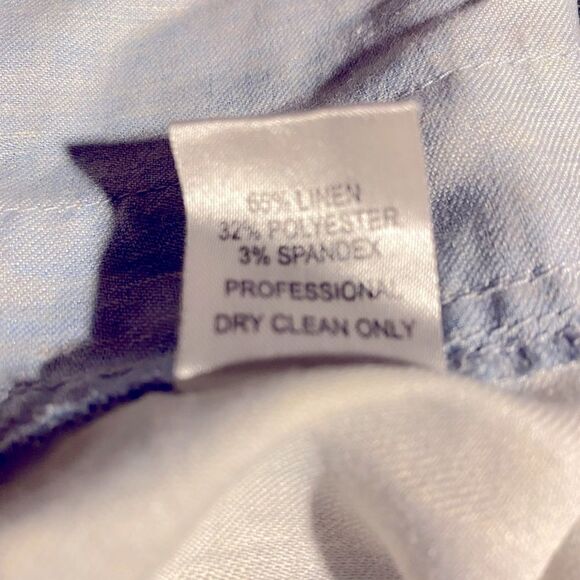 65% LINEN
32% POLYESTER
3% SPANDEX
PROFESSIONAL
DRY CLEAN ONLY